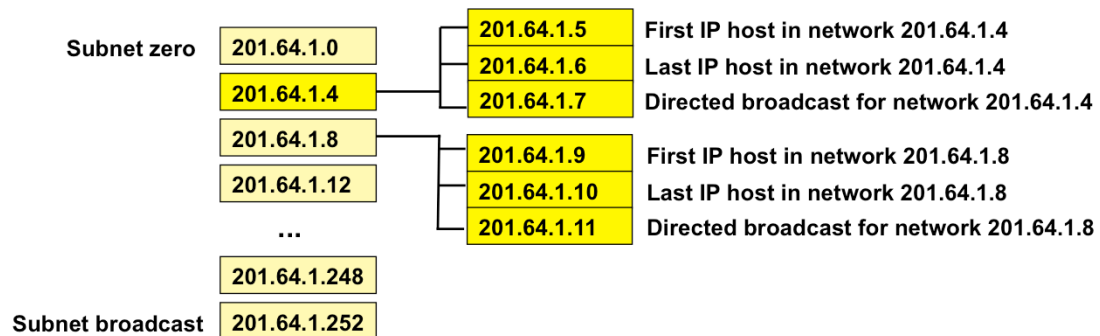 Subnet zero 201.64.1.0
201.64.1.4
201.64.1.8
201.64.1.12
...
201.64.1.248
Subnet broadcast 201.64.1.252
201.64.1.5 First IP host in network 201.64.1.4
201.64.1.6 Last IP host in network 201.64.1.4
201.64.1.7 Directed broadcast for network 201.64.1.4
201.64.1.9 First IP host in network 201.64.1.8
201.64.1.10 Last IP host in network 201.64.1.8
201.64.1.11 Directed broadcast for network 201.64.1.8